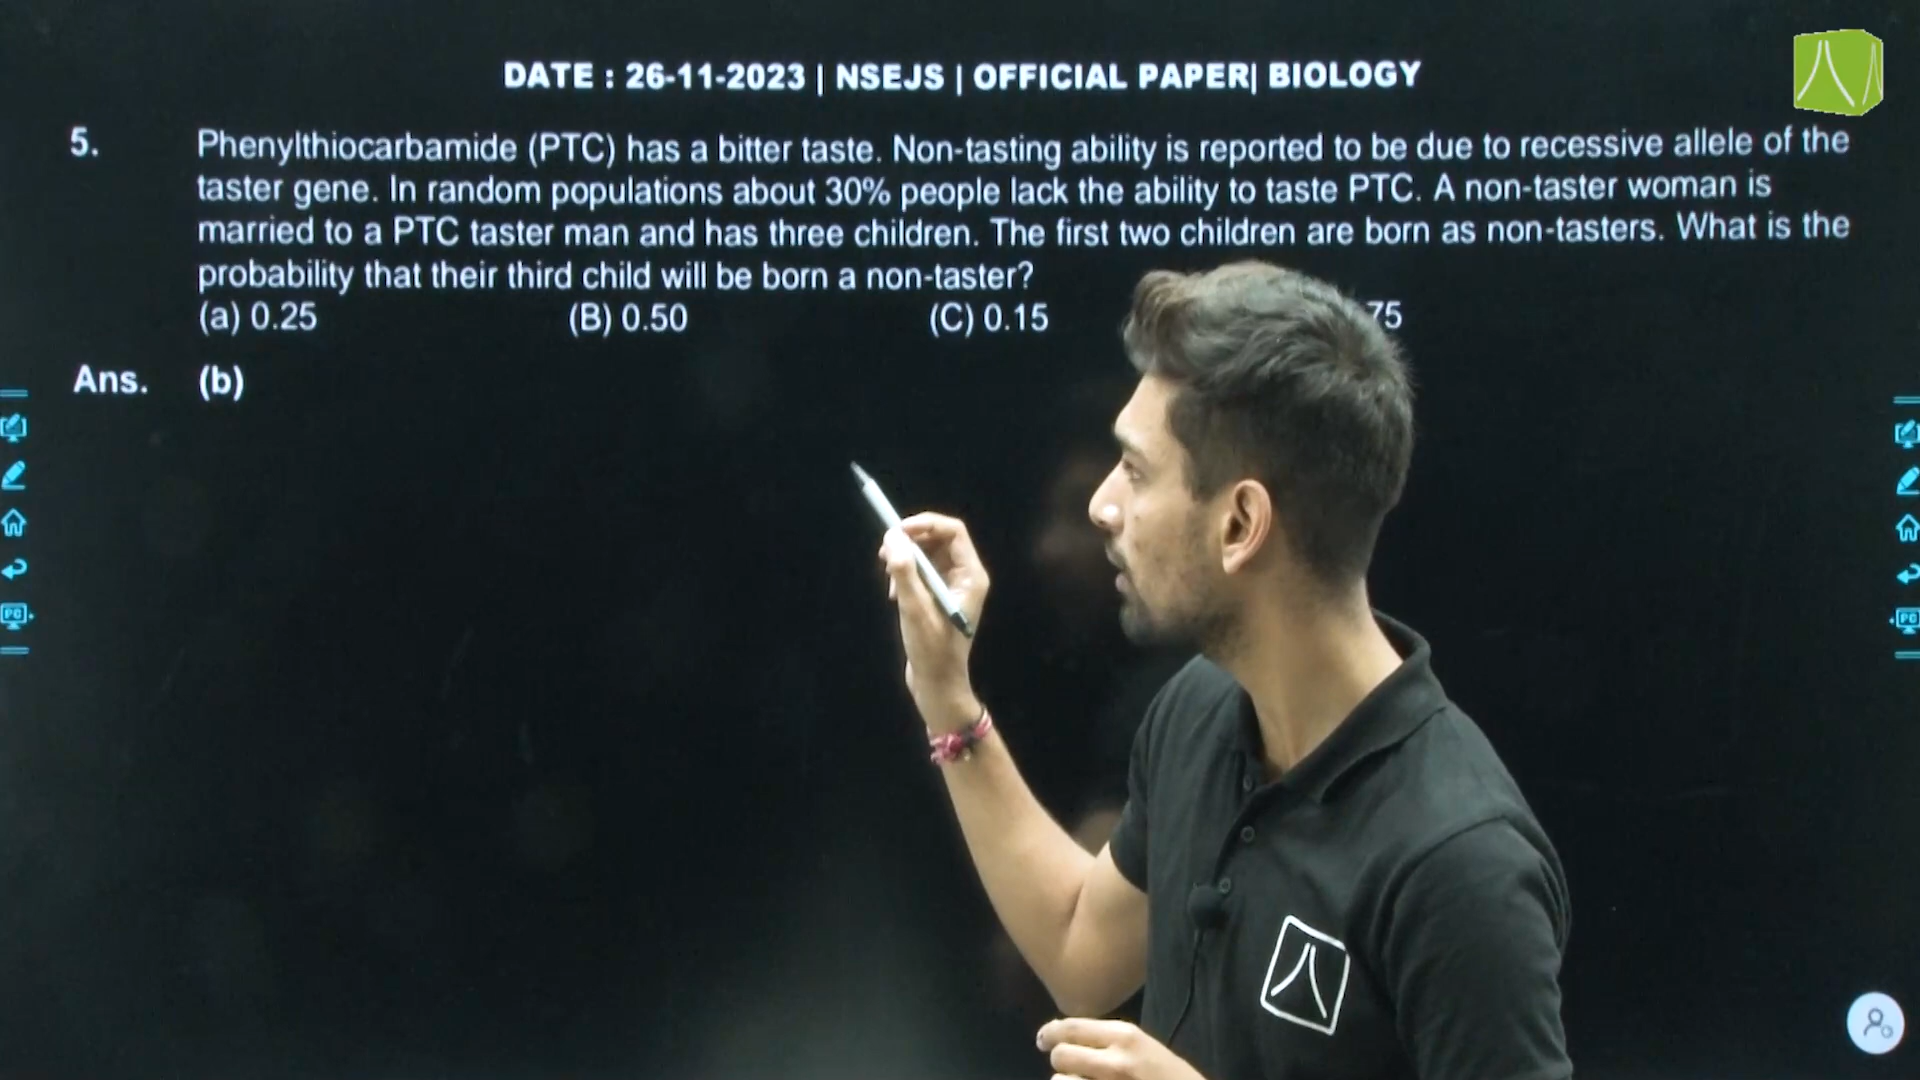 DATE : 26-11-2023 | NSEJS | OFFICIAL PAPER| BIOLOGY
5. Phenylthiocarbamide (PTC) has a bitter taste. Non-tasting ability is reported to be due to recessive allele of the
taster gene. In random populations about 30% people lack the ability to taste PTC. A non-taster woman is
married to a PTC taster man and has three children. The first two children are born as non-tasters. What is the
probability that their third child will be born a non-taster?
(a) 0.25 (B) 0.50 (C) 0.15 75
Ans. (b)
PC
PC